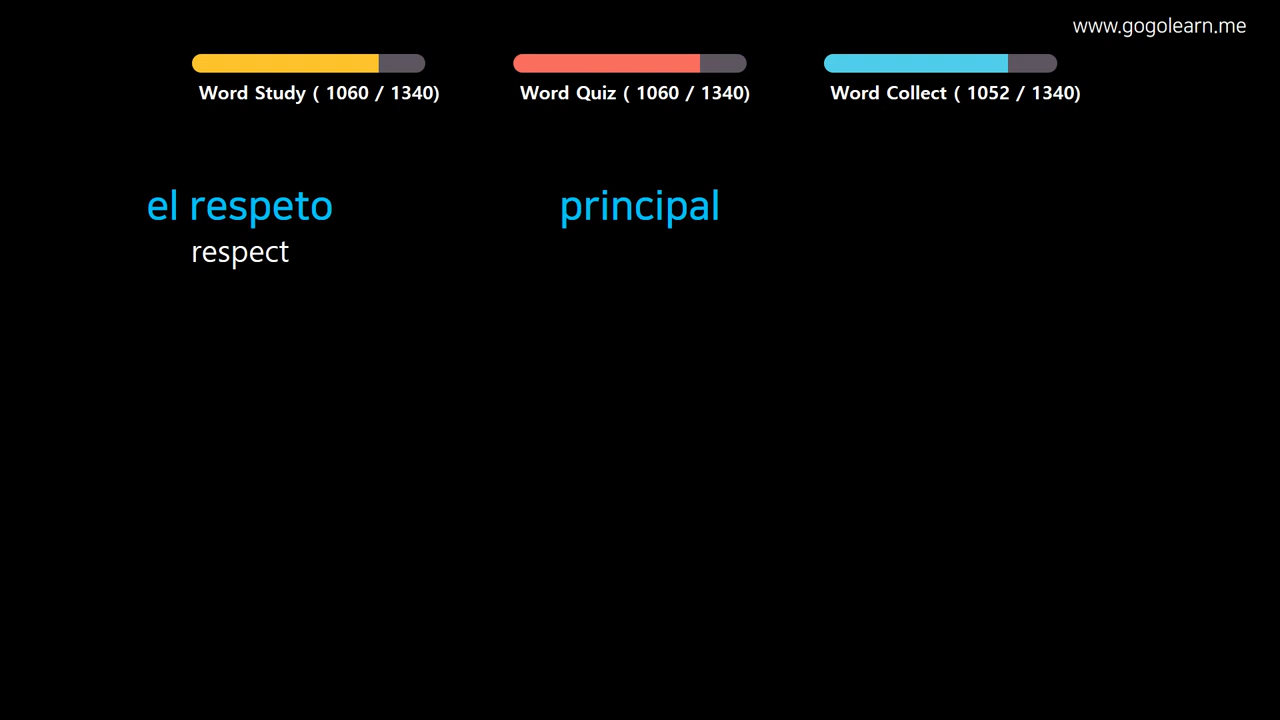 www.gogolearn.me
Word Study ( 1060 / 1340)
Word Quiz ( 1060 / 1340)
Word Collect ( 1052 / 1340)
el respeto
respect
principal